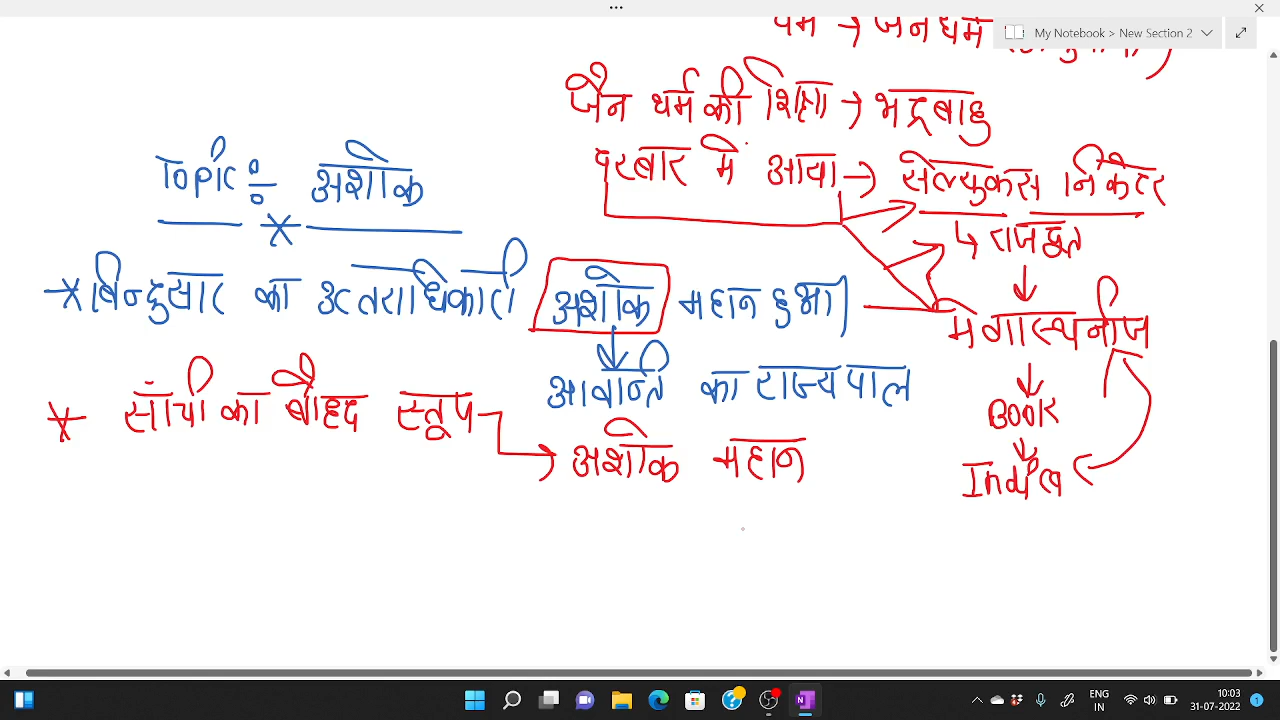 My Notebook > New Section 2
धर्म → जैन धर्म
जैन धर्म की शिक्षा → भद्रबाहु
दरबार में आया → सेल्युकस निकेटर
↳ राजदूत
मेगास्थनीज
Book
Indica
Topic ÷ अशोक
* बिन्दुसार का उत्तराधिकारी अशोक महान हुआ।
आवन्ति का राज्यपाल
* साँची का बौद्ध स्तूप → अशोक महान
ENG
IN
10:03
31-07-2022